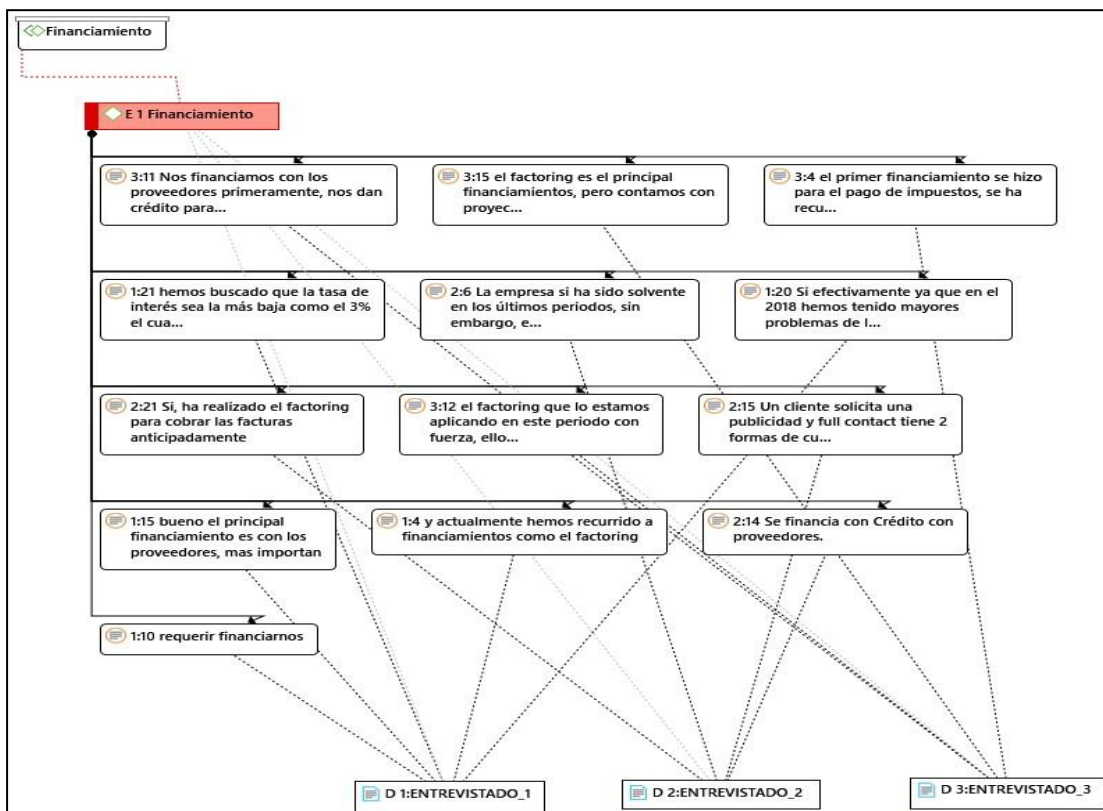 Financiamiento
E 1 Financiamiento
3:11 Nos financiamos con los
proveedores primeramente, nos dan
crédito para...
3:15 el factoring es el principal
financiamientos, pero contamos con
proyec...
3:4 el primer financiamiento se hizo
para el pago de impuestos, se ha
recu...
1:21 hemos buscado que la tasa de
interés sea la más baja como el 3%
el cua...
2:6 La empresa si ha sido solvente
en los últimos periodos, sin
embargo, e...
1:20 Si efectivamente ya que en el
2018 hemos tenido mayores
problemas de l...
2:21 Si, ha realizado el factoring
para cobrar las facturas
anticipadamente
3:12 el factoring que lo estamos
aplicando en este periodo con
fuerza, ello...
2:15 Un cliente solicita una
publicidad y full contact tiene 2
formas de cu...
1:15 bueno el principal
financiamiento es con los
proveedores, mas importan
1:4 y actualmente hemos recurrido a
financiamientos como el factoring
2:14 Se financia con Crédito con
proveedores.
1:10 requerir financiarnos
D 1:ENTREVISTADO_1
D 2:ENTREVISTADO_2
D 3:ENTREVISTADO_3